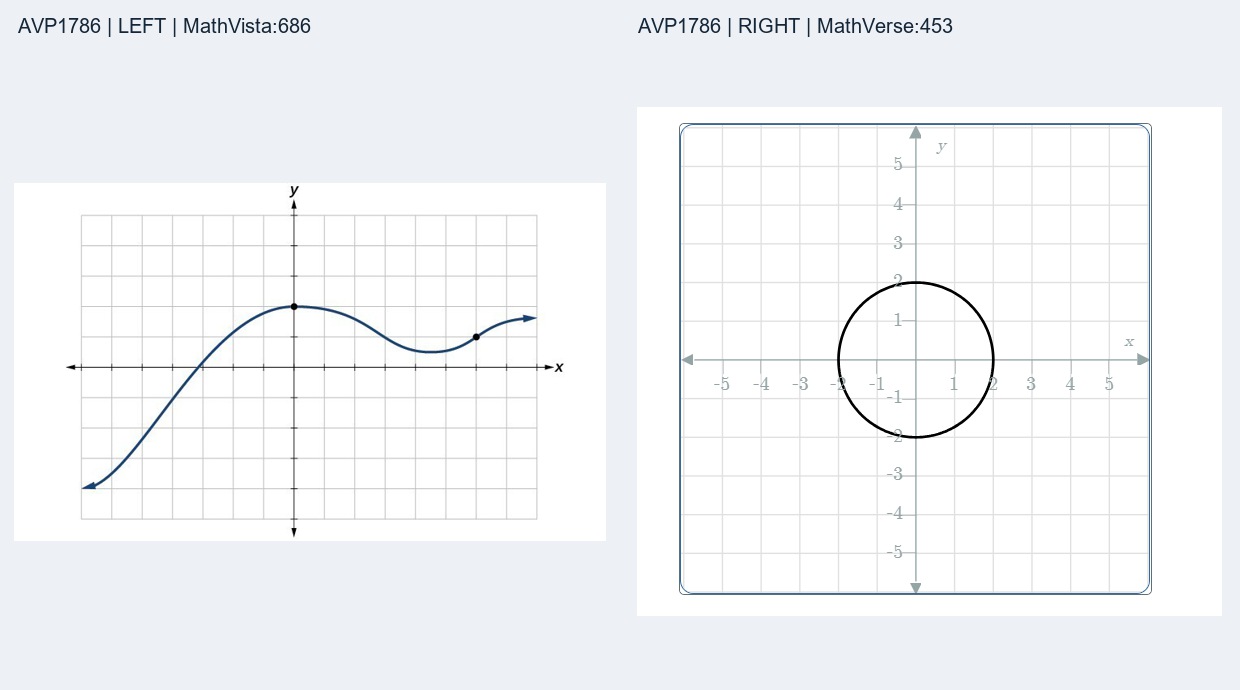 AVP1786 | LEFT | MathVista:686
AVP1786 | RIGHT | MathVerse:453
y
x
y
5
4
3
2
1
x
-5 -4 -3 -2 -1 1 2 3 4 5
-1
-2
-3
-4
-5